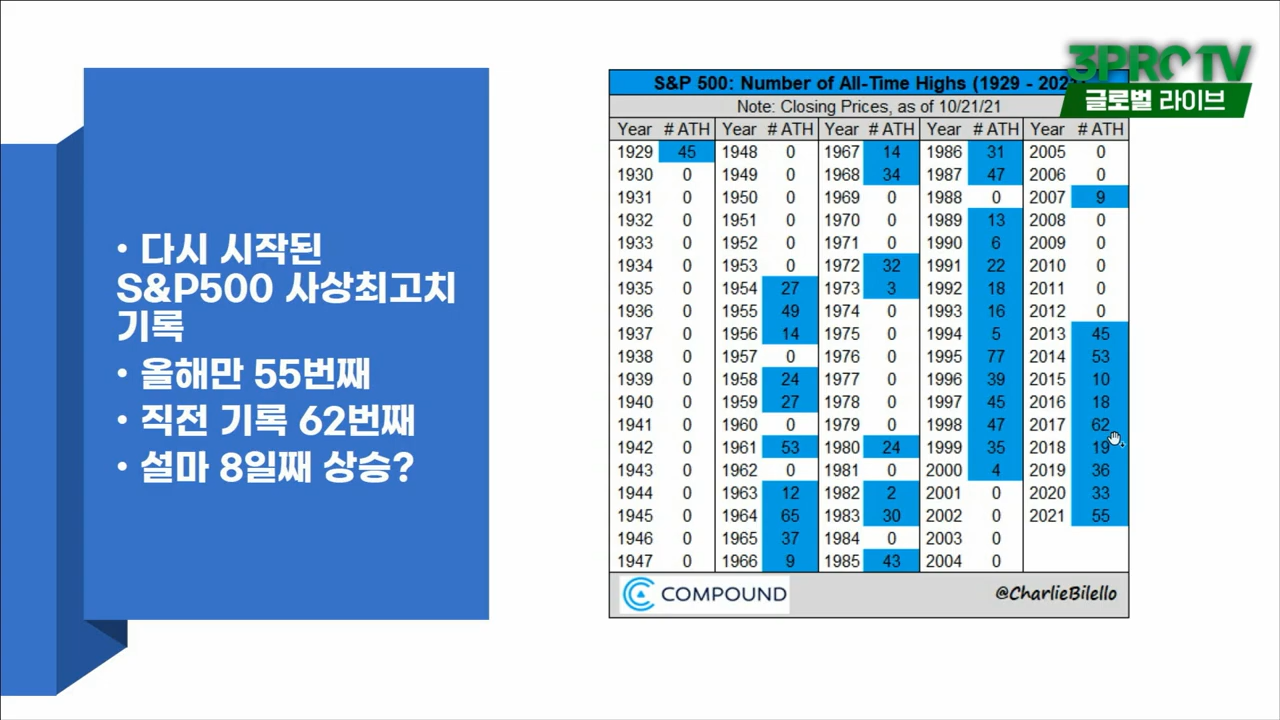 3PRO TV
글로벌 라이브
• 다시 시작된
S&P500 사상최고치
기록
• 올해만 55번째
• 직전 기록 62번째
• 설마 8일째 상승?
S&P 500: Number of All-Time Highs (1929 - 202
Note: Closing Prices, as of 10/21/21
Year # ATH Year # ATH Year # ATH Year # ATH Year # ATH
1929 45 1948 0 1967 14 1986 31 2005 0
1930 0 1949 0 1968 34 1987 47 2006 0
1931 0 1950 0 1969 0 1988 0 2007 9
1932 0 1951 0 1970 0 1989 13 2008 0
1933 0 1952 0 1971 0 1990 6 2009 0
1934 0 1953 0 1972 32 1991 22 2010 0
1935 0 1954 27 1973 3 1992 18 2011 0
1936 0 1955 49 1974 0 1993 16 2012 0
1937 0 1956 14 1975 0 1994 5 2013 45
1938 0 1957 0 1976 0 1995 77 2014 53
1939 0 1958 24 1977 0 1996 39 2015 10
1940 0 1959 27 1978 0 1997 45 2016 18
1941 0 1960 0 1979 0 1998 47 2017 62
1942 0 1961 53 1980 24 1999 35 2018 19
1943 0 1962 0 1981 0 2000 4 2019 36
1944 0 1963 12 1982 2 2001 0 2020 33
1945 0 1964 65 1983 30 2002 0 2021 55
1946 0 1965 37 1984 0 2003 0
1947 0 1966 9 1985 43 2004 0
COMPOUND
@CharlieBilello